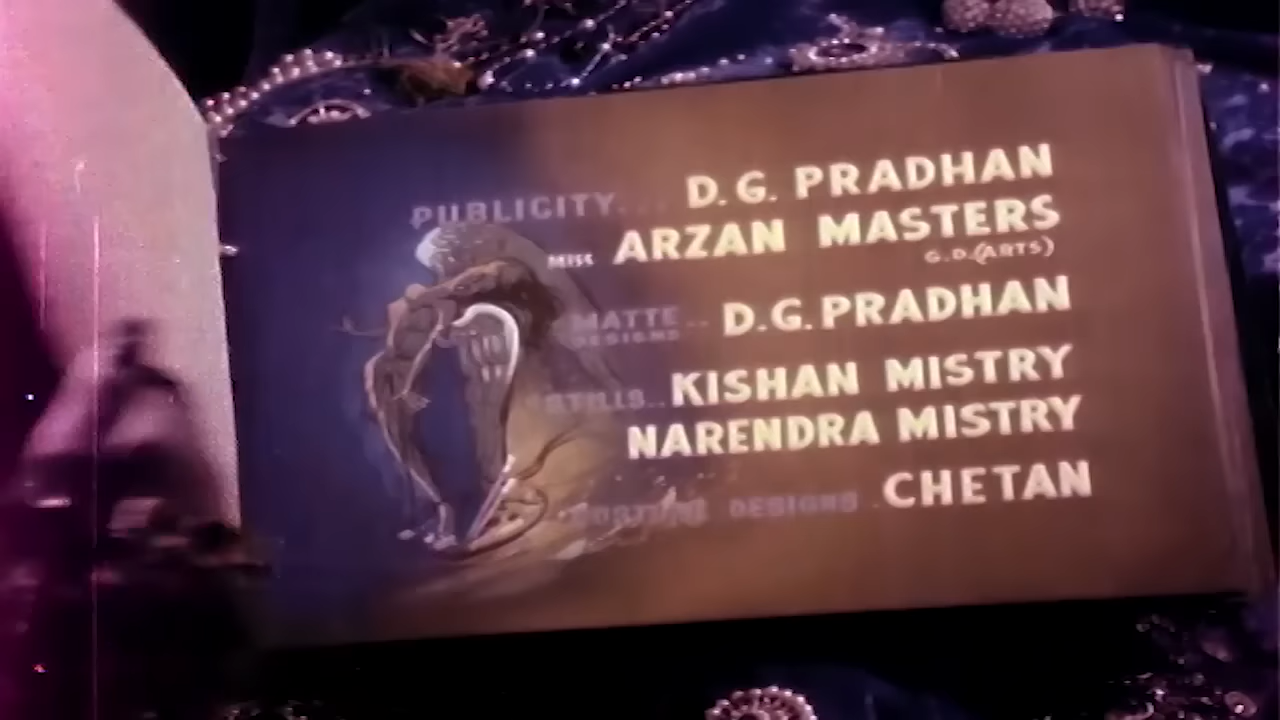 PUBLICITY... D.G. PRADHAN
MISS ARZAN MASTERS
G.D.(ARTS)
MATTE DESIGNS.. D.G. PRADHAN
STILLS.. KISHAN MISTRY
NARENDRA MISTRY
DESIGNS . CHETAN